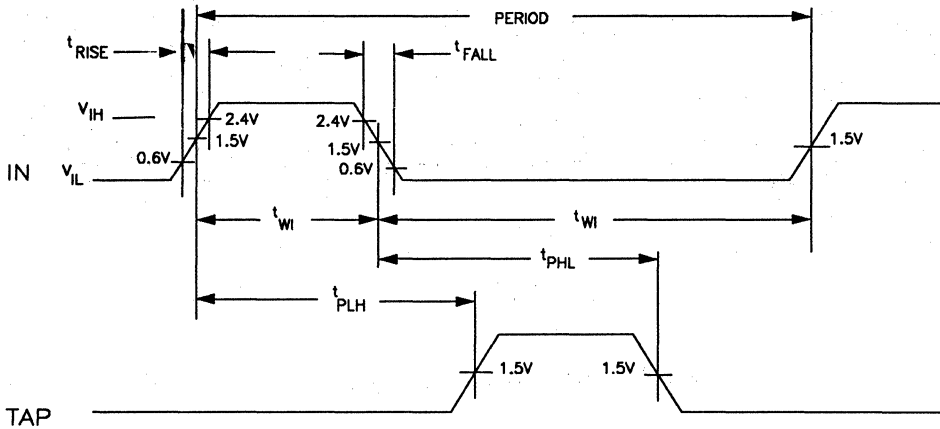 PERIOD
tRISE
tFALL
VIH
2.4V
2.4V
1.5V
1.5V
1.5V
0.6V
0.6V
IN
VIL
tWI
tWI
tPHL
tPLH
1.5V
1.5V
TAP